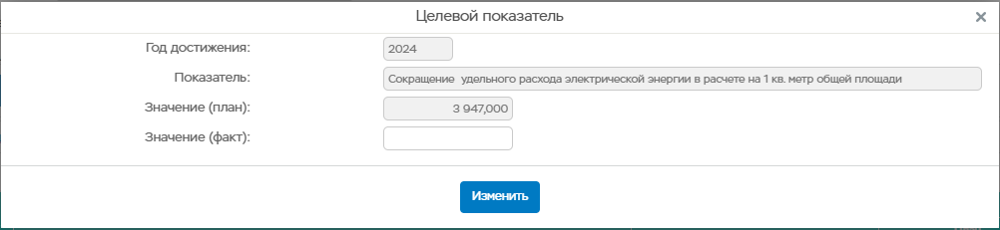 Целевой показатель
Год достижения: 2024
Показатель: Сокращение удельного расхода электрической энергии в расчете на 1 кв. метр общей площади
Значение (план): 3 947,000
Значение (факт):
Изменить